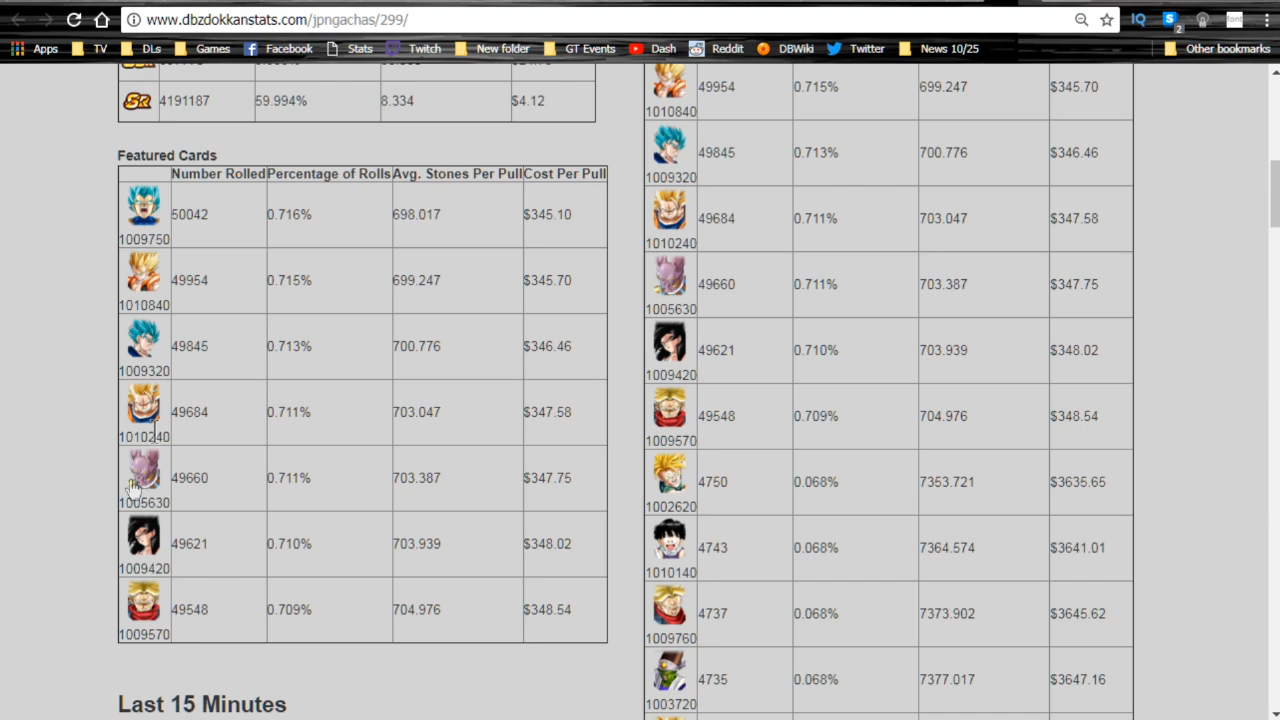 www.dbzdokkanstats.com/jpngachas/299/
IQ
S
2
font
Apps TV DLs Games Facebook Stats Twitch New folder GT Events Dash Reddit DBWiki Twitter News 10/25 Other bookmarks
SR 4191187 59.994% 8.334 $4.12
Featured Cards
Number Rolled Percentage of Rolls Avg. Stones Per Pull Cost Per Pull
50042 0.716% 698.017 $345.10
1009750
49954 0.715% 699.247 $345.70
1010840
49845 0.713% 700.776 $346.46
1009320
49684 0.711% 703.047 $347.58
1010240
49660 0.711% 703.387 $347.75
1005630
49621 0.710% 703.939 $348.02
1009420
49548 0.709% 704.976 $348.54
1009570
Last 15 Minutes
49954 0.715% 699.247 $345.70
1010840
49845 0.713% 700.776 $346.46
1009320
49684 0.711% 703.047 $347.58
1010240
49660 0.711% 703.387 $347.75
1005630
49621 0.710% 703.939 $348.02
1009420
49548 0.709% 704.976 $348.54
1009570
4750 0.068% 7353.721 $3635.65
1002620
4743 0.068% 7364.574 $3641.01
1010140
4737 0.068% 7373.902 $3645.62
1009760
4735 0.068% 7377.017 $3647.16
1003720